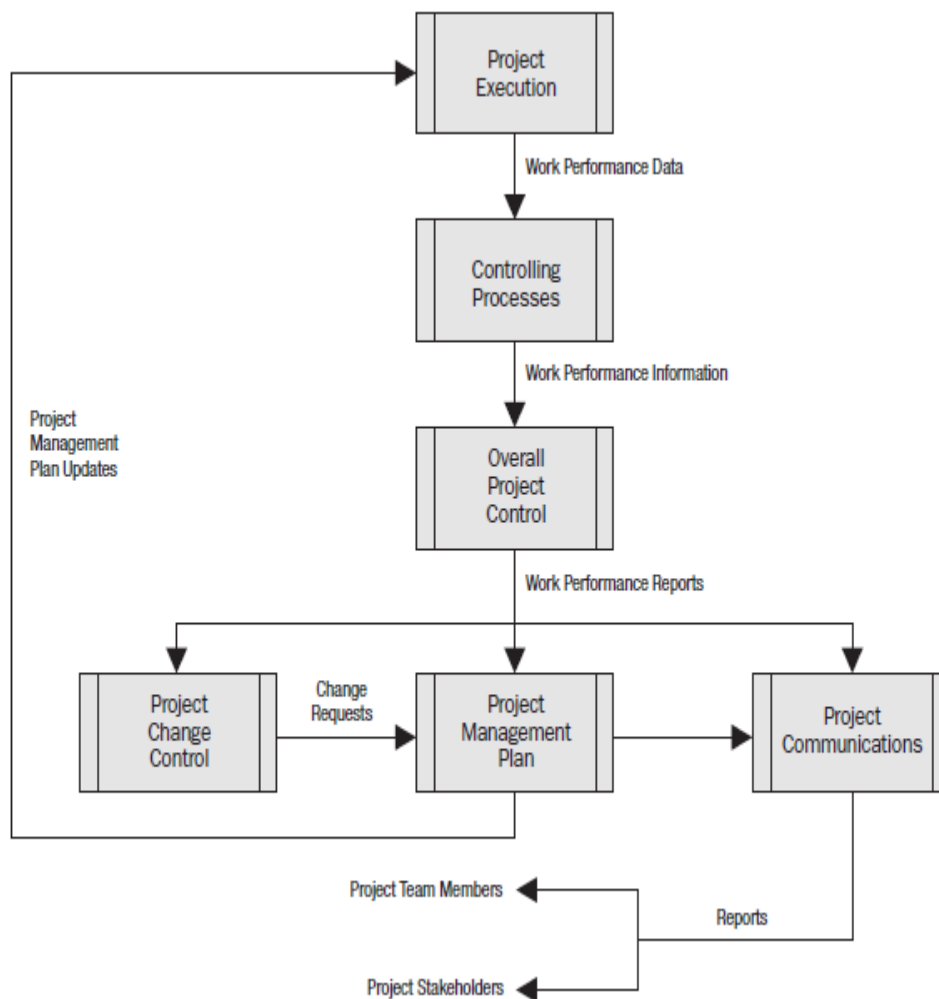 Project
Execution
Work Performance Data
Controlling
Processes
Work Performance Information
Project
Management
Plan Updates
Overall
Project
Control
Work Performance Reports
Project
Change
Control
Change
Requests
Project
Management
Plan
Project
Communications
Project Team Members
Reports
Project Stakeholders